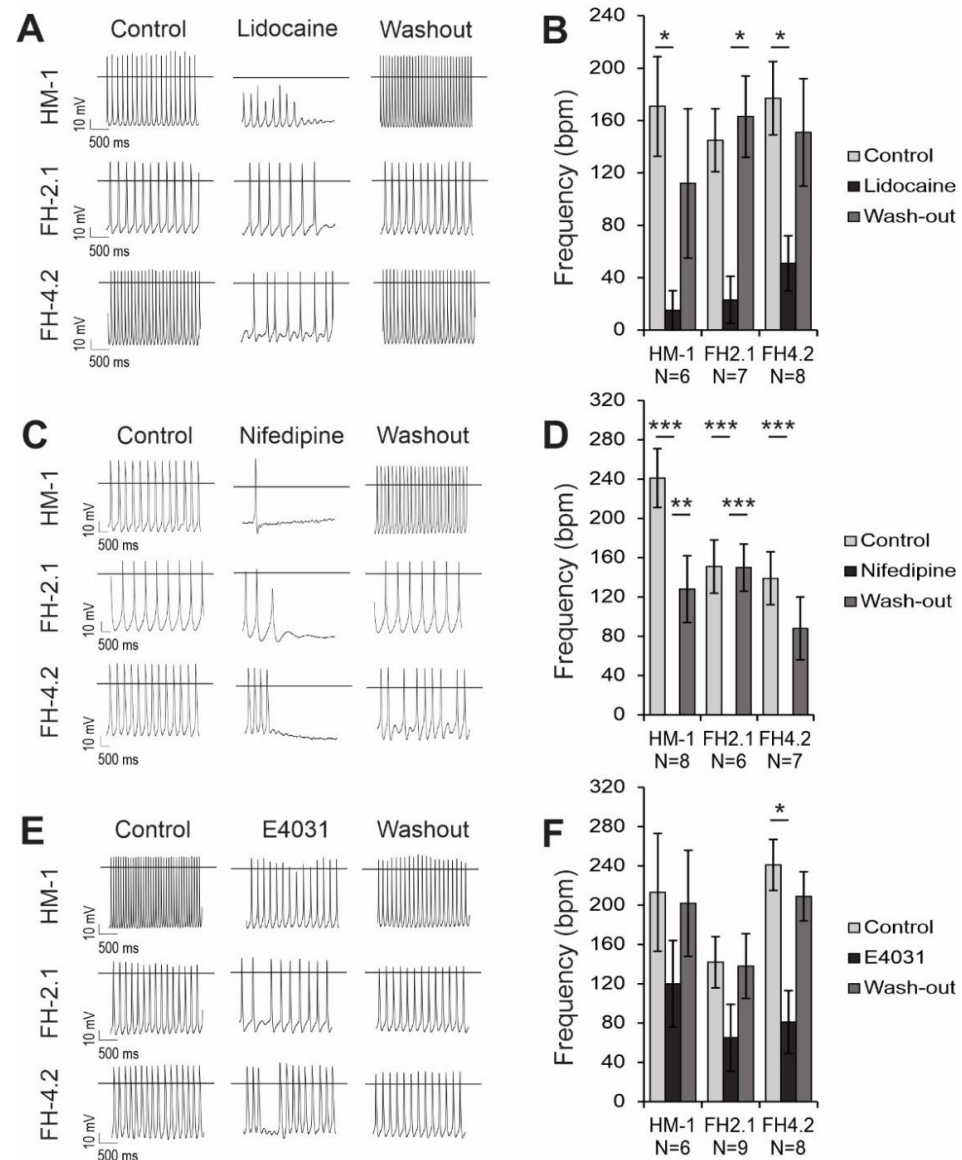 A
Control
Lidocaine
Washout
HM-1
10 mV
500 ms
FH-2.1
10 mV
500 ms
FH-4.2
10 mV
500 ms
B
Frequency (bpm)
240
200
160
120
80
40
0
*
*
*
HM-1
N=6
FH2.1
N=7
FH4.2
N=8
Control
Lidocaine
Wash-out
C
Control
Nifedipine
Washout
HM-1
10 mV
500 ms
FH-2.1
10 mV
500 ms
FH-4.2
10 mV
500 ms
D
Frequency (bpm)
320
280
240
200
160
120
80
40
0
***
***
***
**
***
HM-1
N=8
FH2.1
N=6
FH4.2
N=7
Control
Nifedipine
Wash-out
E
Control
E4031
Washout
HM-1
10 mV
500 ms
FH-2.1
10 mV
500 ms
FH-4.2
10 mV
500 ms
F
Frequency (bpm)
320
280
240
200
160
120
80
40
0
*
HM-1
N=6
FH2.1
N=9
FH4.2
N=8
Control
E4031
Wash-out